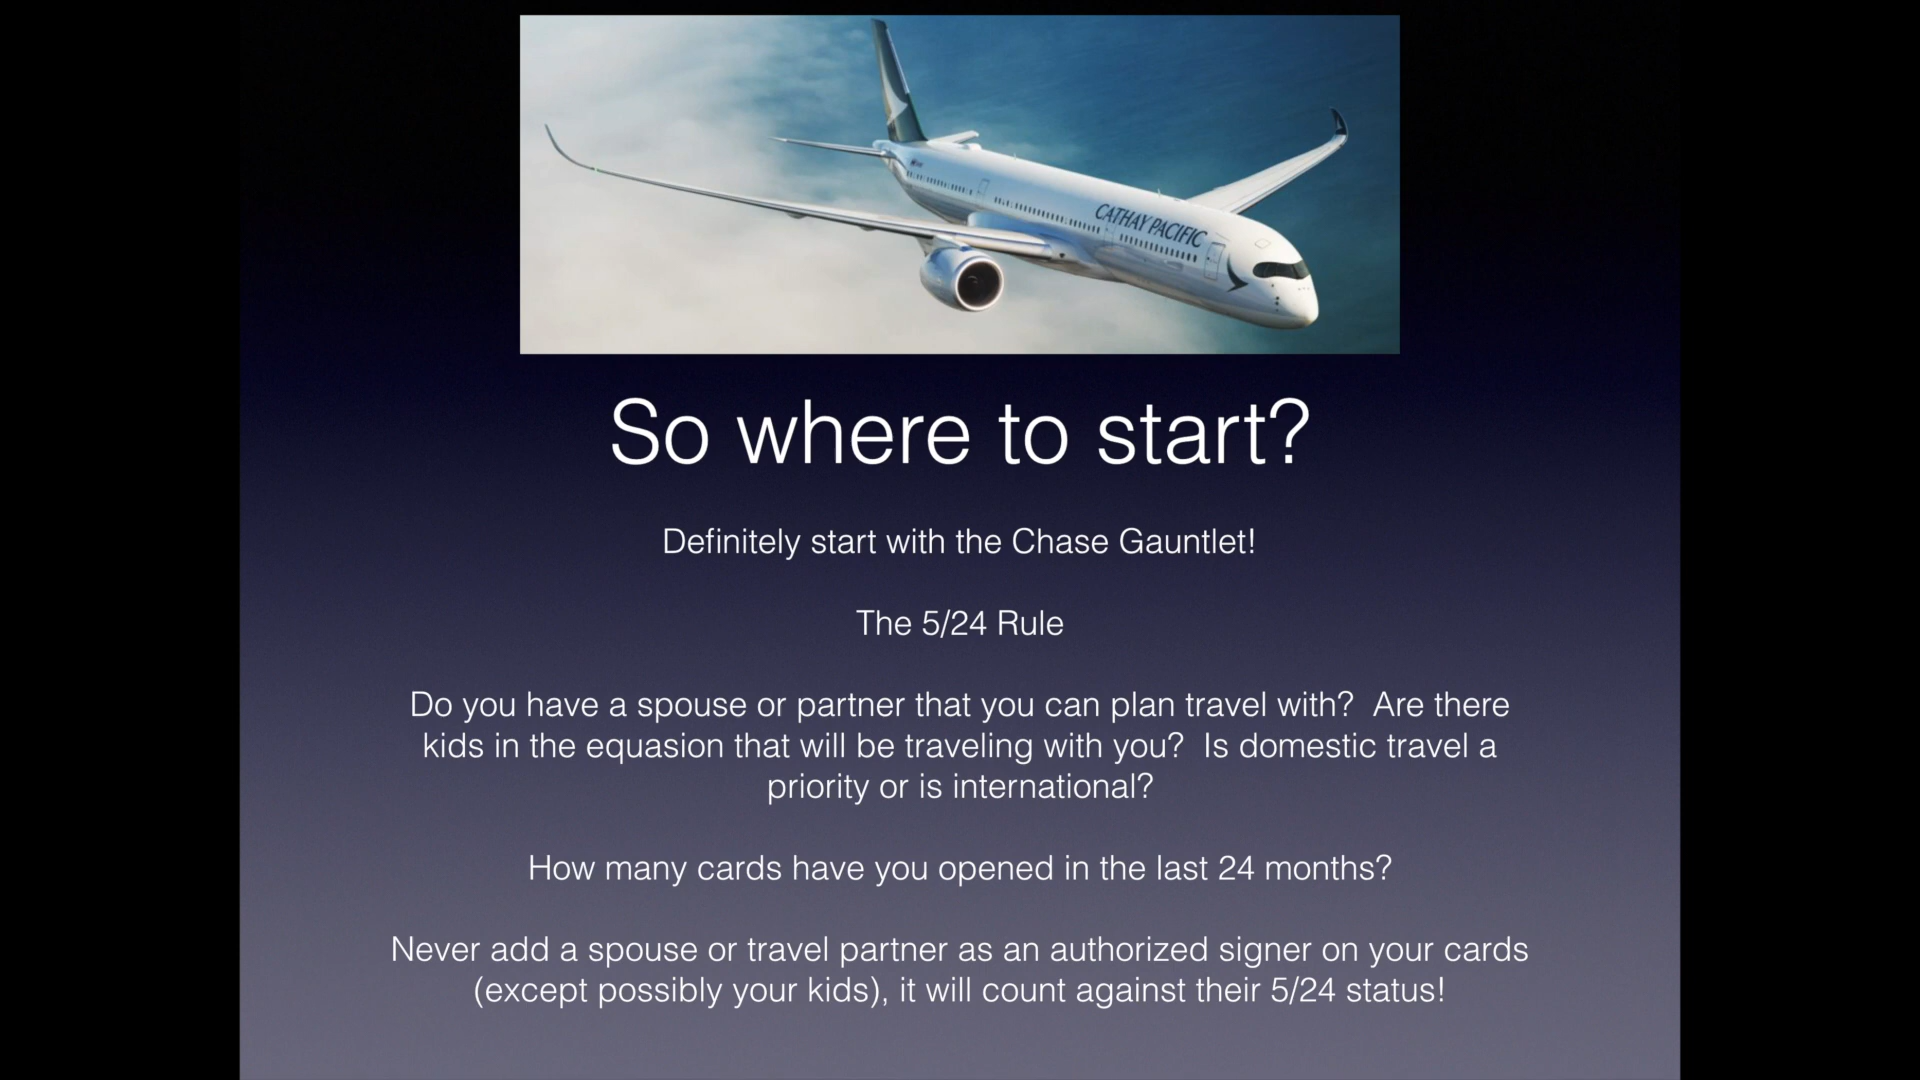 CATHAY PACIFIC
So where to start?
Definitely start with the Chase Gauntlet!
The 5/24 Rule
Do you have a spouse or partner that you can plan travel with?  Are there
kids in the equasion that will be traveling with you?  Is domestic travel a
priority or is international?
How many cards have you opened in the last 24 months?
Never add a spouse or travel partner as an authorized signer on your cards
(except possibly your kids), it will count against their 5/24 status!